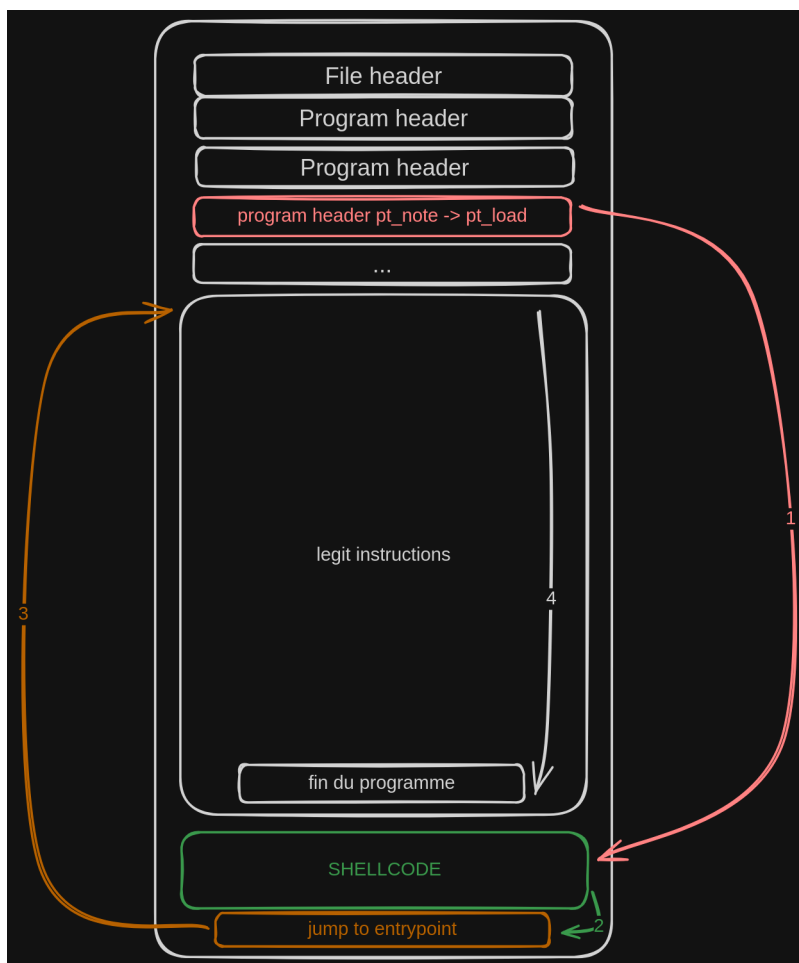 File header
Program header
Program header
program header pt_note -> pt_load
...
1
legit instructions
4
3
fin du programme
SHELLCODE
2
jump to entrypoint